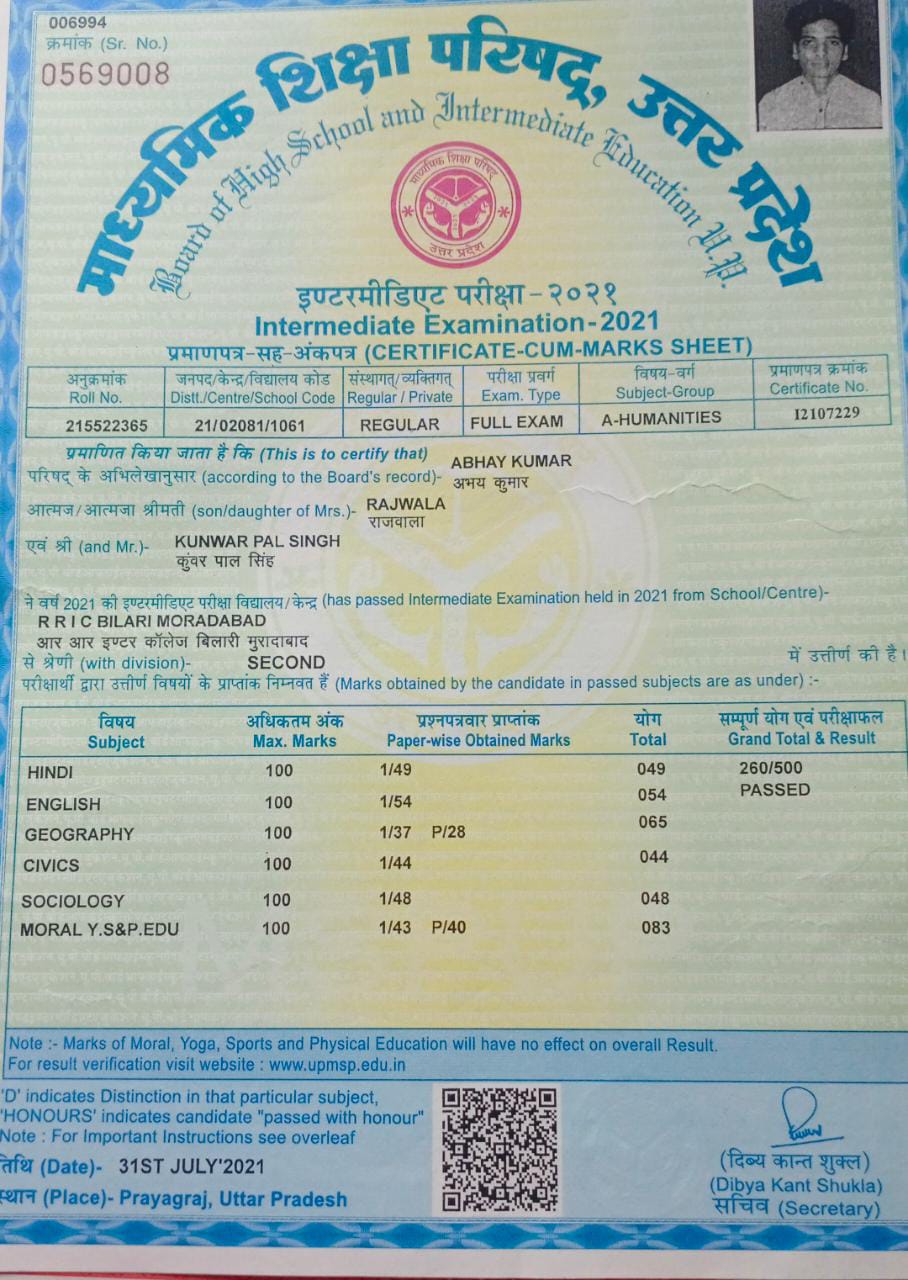 006994
क्रमांक (Sr. No.)
0569008
माध्यमिक शिक्षा परिषद्, उत्तर प्रदेश
Board of High School and Intermediate Education U.P.
माध्यमिक शिक्षा परिषद्
उत्तर प्रदेश
इण्टरमीडिएट परीक्षा-२०२१
Intermediate Examination-2021
प्रमाणपत्र-सह-अंकपत्र (CERTIFICATE-CUM-MARKS SHEET)
अनुक्रमांक जनपद/केन्द्र/विद्यालय कोड संस्थागत्/व्यक्तिगत् परीक्षा प्रवर्ग विषय-वर्ग प्रमाणपत्र क्रमांक
Roll No. Distt./Centre/School Code Regular / Private Exam. Type Subject-Group Certificate No.
215522365 21/02081/1061 REGULAR FULL EXAM A-HUMANITIES I2107229
प्रमाणित किया जाता है कि (This is to certify that) ABHAY KUMAR
परिषद् के अभिलेखानुसार (according to the Board's record)- अभय कुमार
आत्मज/आत्मजा श्रीमती (son/daughter of Mrs.)- RAJWALA
राजवाला
एवं श्री (and Mr.)- KUNWAR PAL SINGH
कुंवर पाल सिंह
ने वर्ष 2021 की इण्टरमीडिएट परीक्षा विद्यालय/केन्द्र (has passed Intermediate Examination held in 2021 from School/Centre)-
R R I C BILARI MORADABAD
आर आर इण्टर कॉलेज बिलारी मुरादाबाद
से श्रेणी (with division)- SECOND में उत्तीर्ण की है।
परीक्षार्थी द्वारा उत्तीर्ण विषयों के प्राप्तांक निम्नवत हैं (Marks obtained by the candidate in passed subjects are as under) :-
विषय अधिकतम अंक प्रश्नपत्रवार प्राप्तांक योग सम्पूर्ण योग एवं परीक्षाफल
Subject Max. Marks Paper-wise Obtained Marks Total Grand Total & Result
HINDI 100 1/49 049 260/500
ENGLISH 100 1/54 054 PASSED
GEOGRAPHY 100 1/37 P/28 065
CIVICS 100 1/44 044
SOCIOLOGY 100 1/48 048
MORAL Y.S&P.EDU 100 1/43 P/40 083
Note :- Marks of Moral, Yoga, Sports and Physical Education will have no effect on overall Result.
For result verification visit website : www.upmsp.edu.in
'D' indicates Distinction in that particular subject,
'HONOURS' indicates candidate "passed with honour"
Note : For Important Instructions see overleaf
तिथि (Date)- 31ST JULY'2021
स्थान (Place)- Prayagraj, Uttar Pradesh
(दिब्य कान्त शुक्ल)
(Dibya Kant Shukla)
सचिव (Secretary)